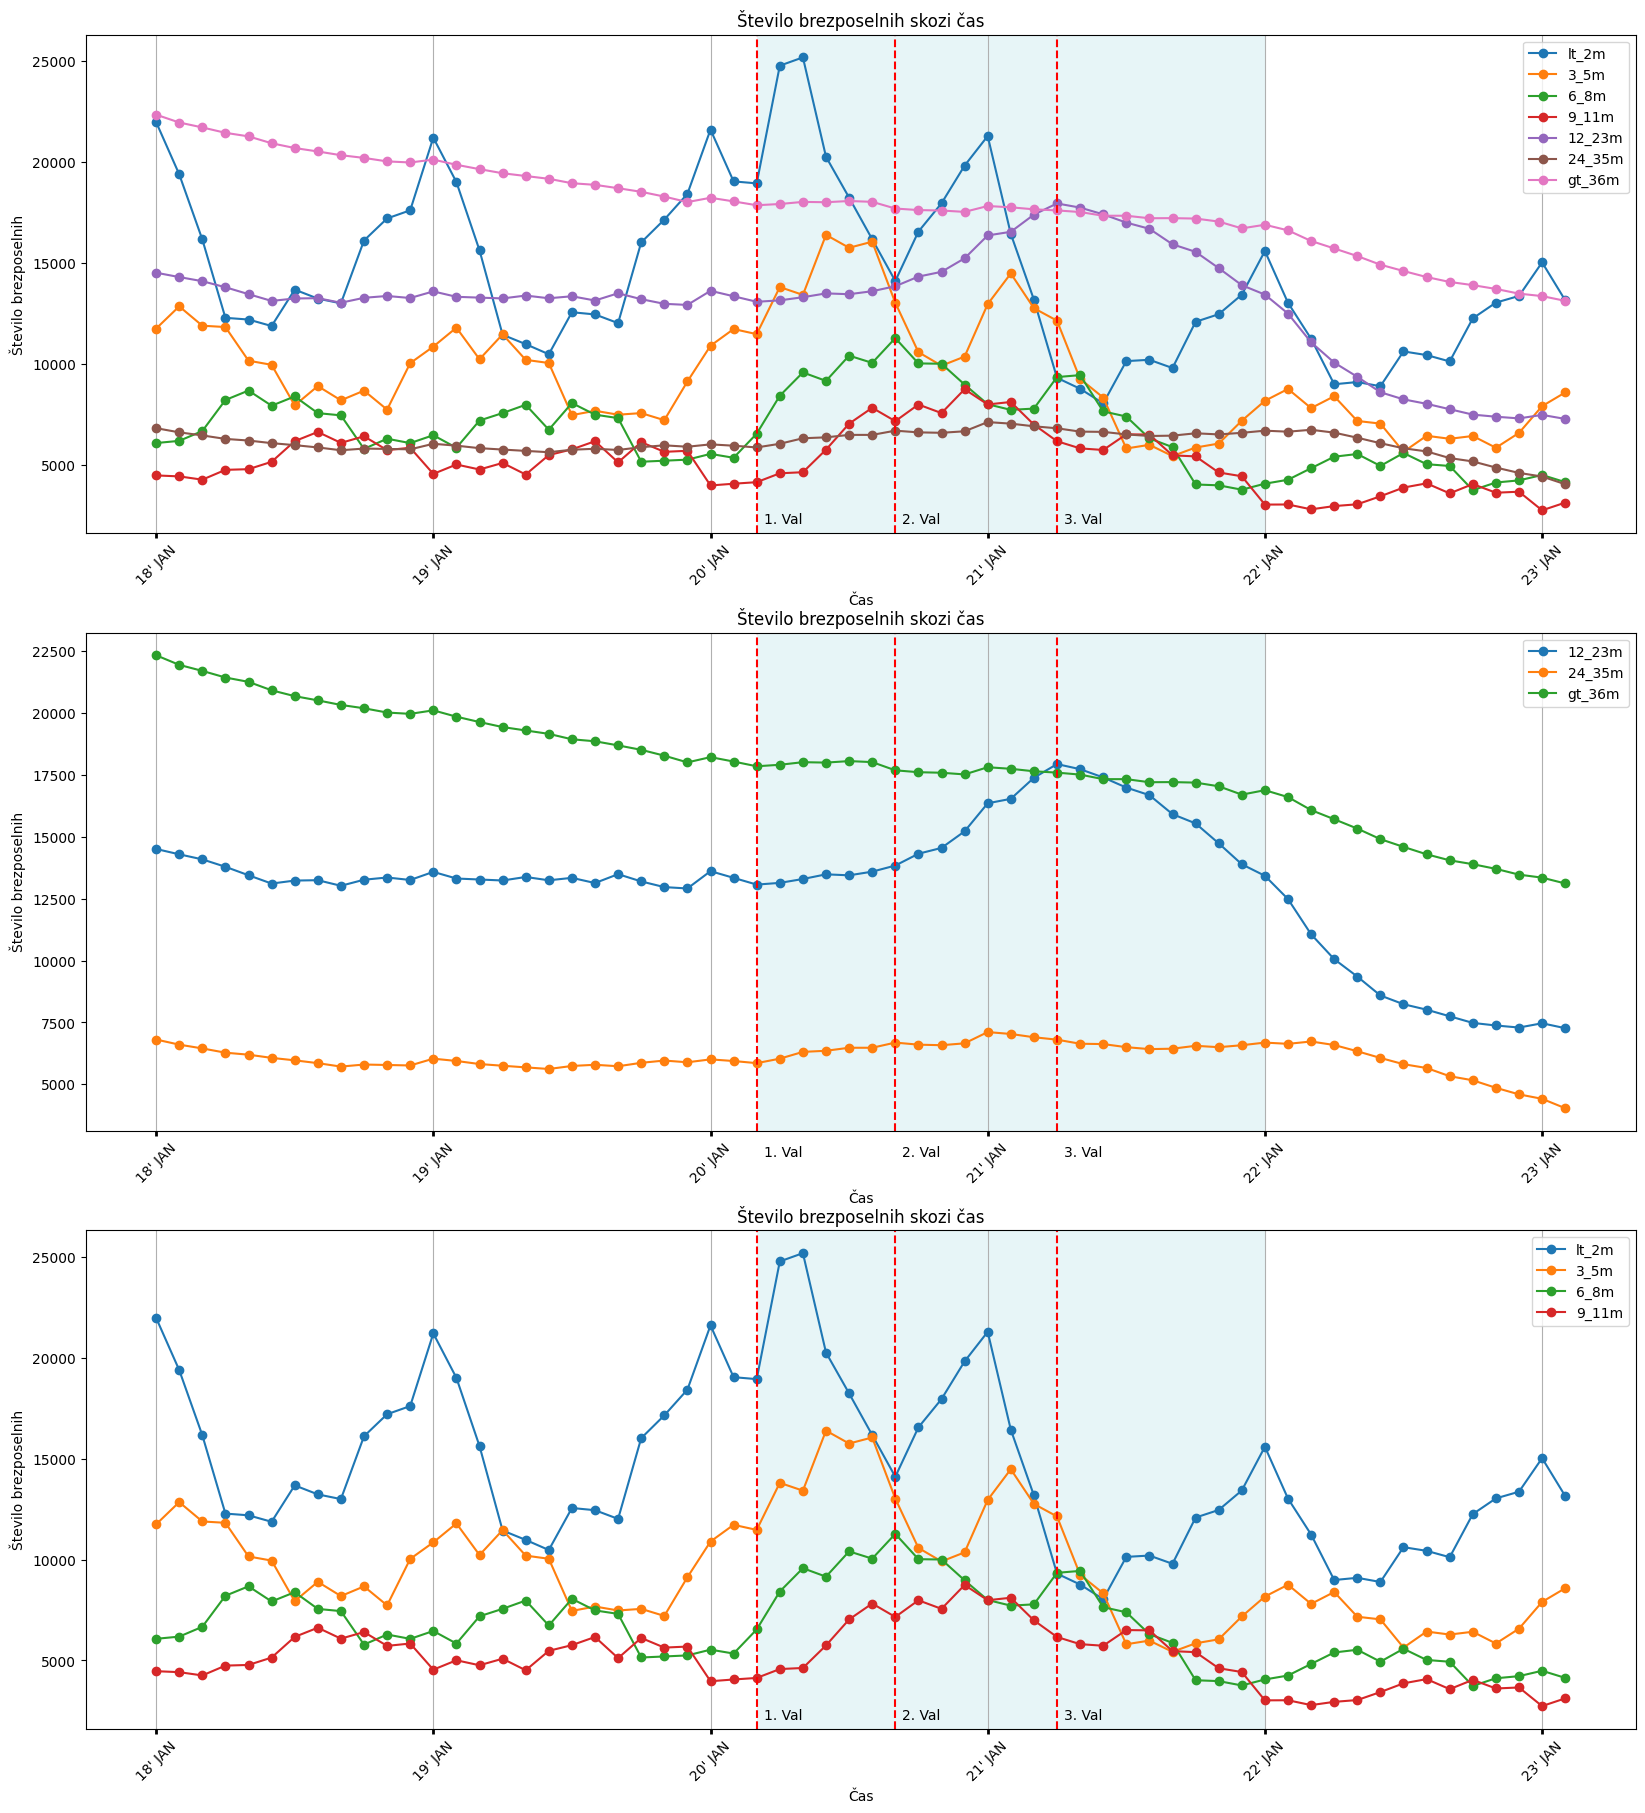 Število brezposelnih skozi čas
Število brezposelnih
25000
20000
15000
10000
5000
lt_2m
3_5m
6_8m
9_11m
12_23m
24_35m
gt_36m
1. Val
2. Val
3. Val
18' JAN
19' JAN
20' JAN
21' JAN
22' JAN
23' JAN
Čas
Število brezposelnih skozi čas
Število brezposelnih
22500
20000
17500
15000
12500
10000
7500
5000
12_23m
24_35m
gt_36m
1. Val
2. Val
3. Val
18' JAN
19' JAN
20' JAN
21' JAN
22' JAN
23' JAN
Čas
Število brezposelnih skozi čas
Število brezposelnih
25000
20000
15000
10000
5000
lt_2m
3_5m
6_8m
9_11m
1. Val
2. Val
3. Val
18' JAN
19' JAN
20' JAN
21' JAN
22' JAN
23' JAN
Čas